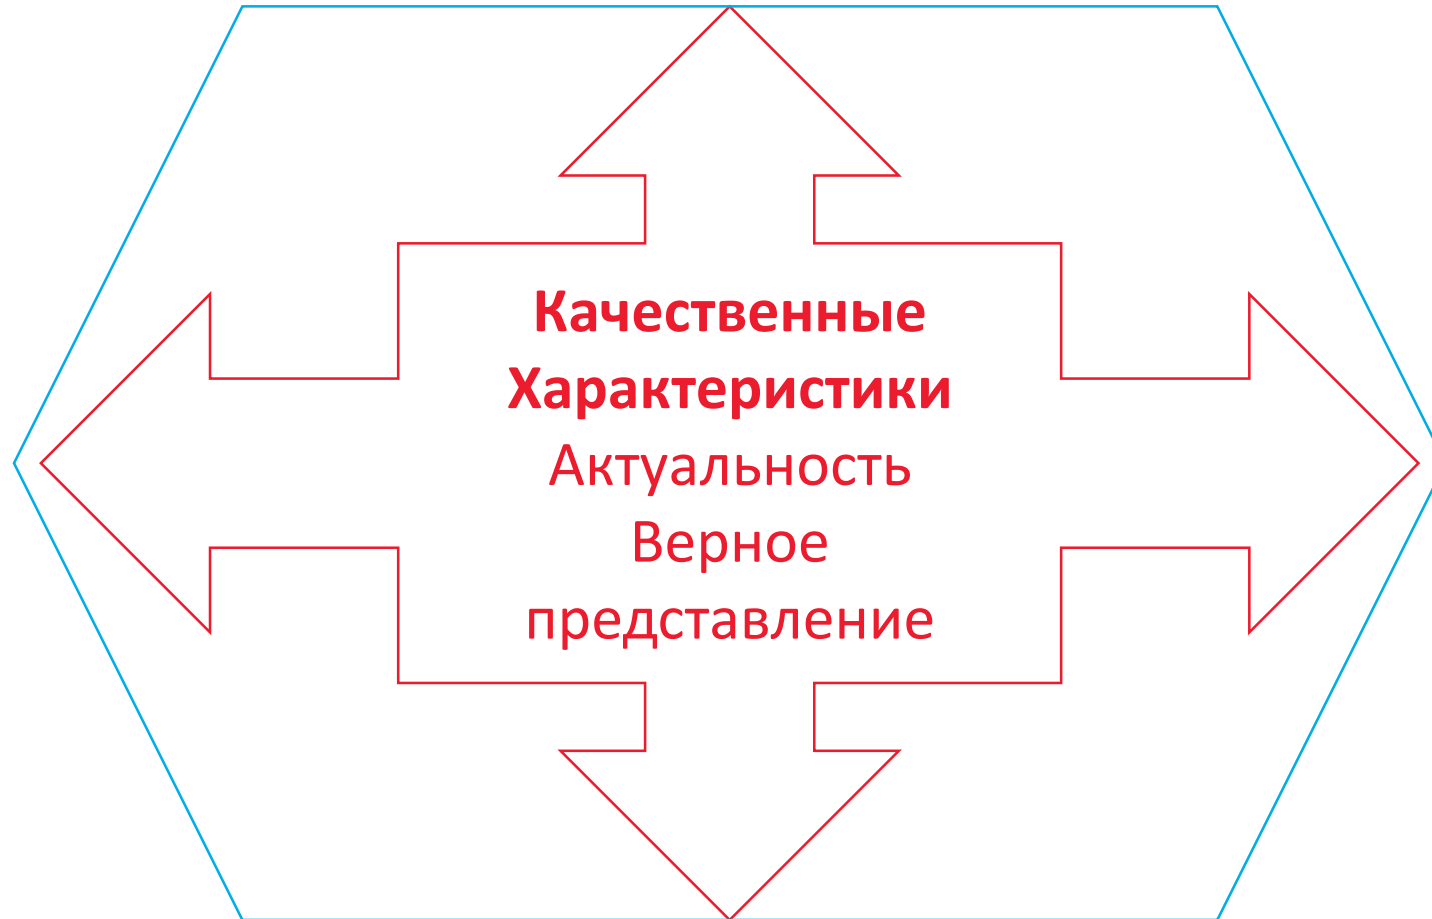 Качественные
Характеристики
Актуальность
Верное
представление